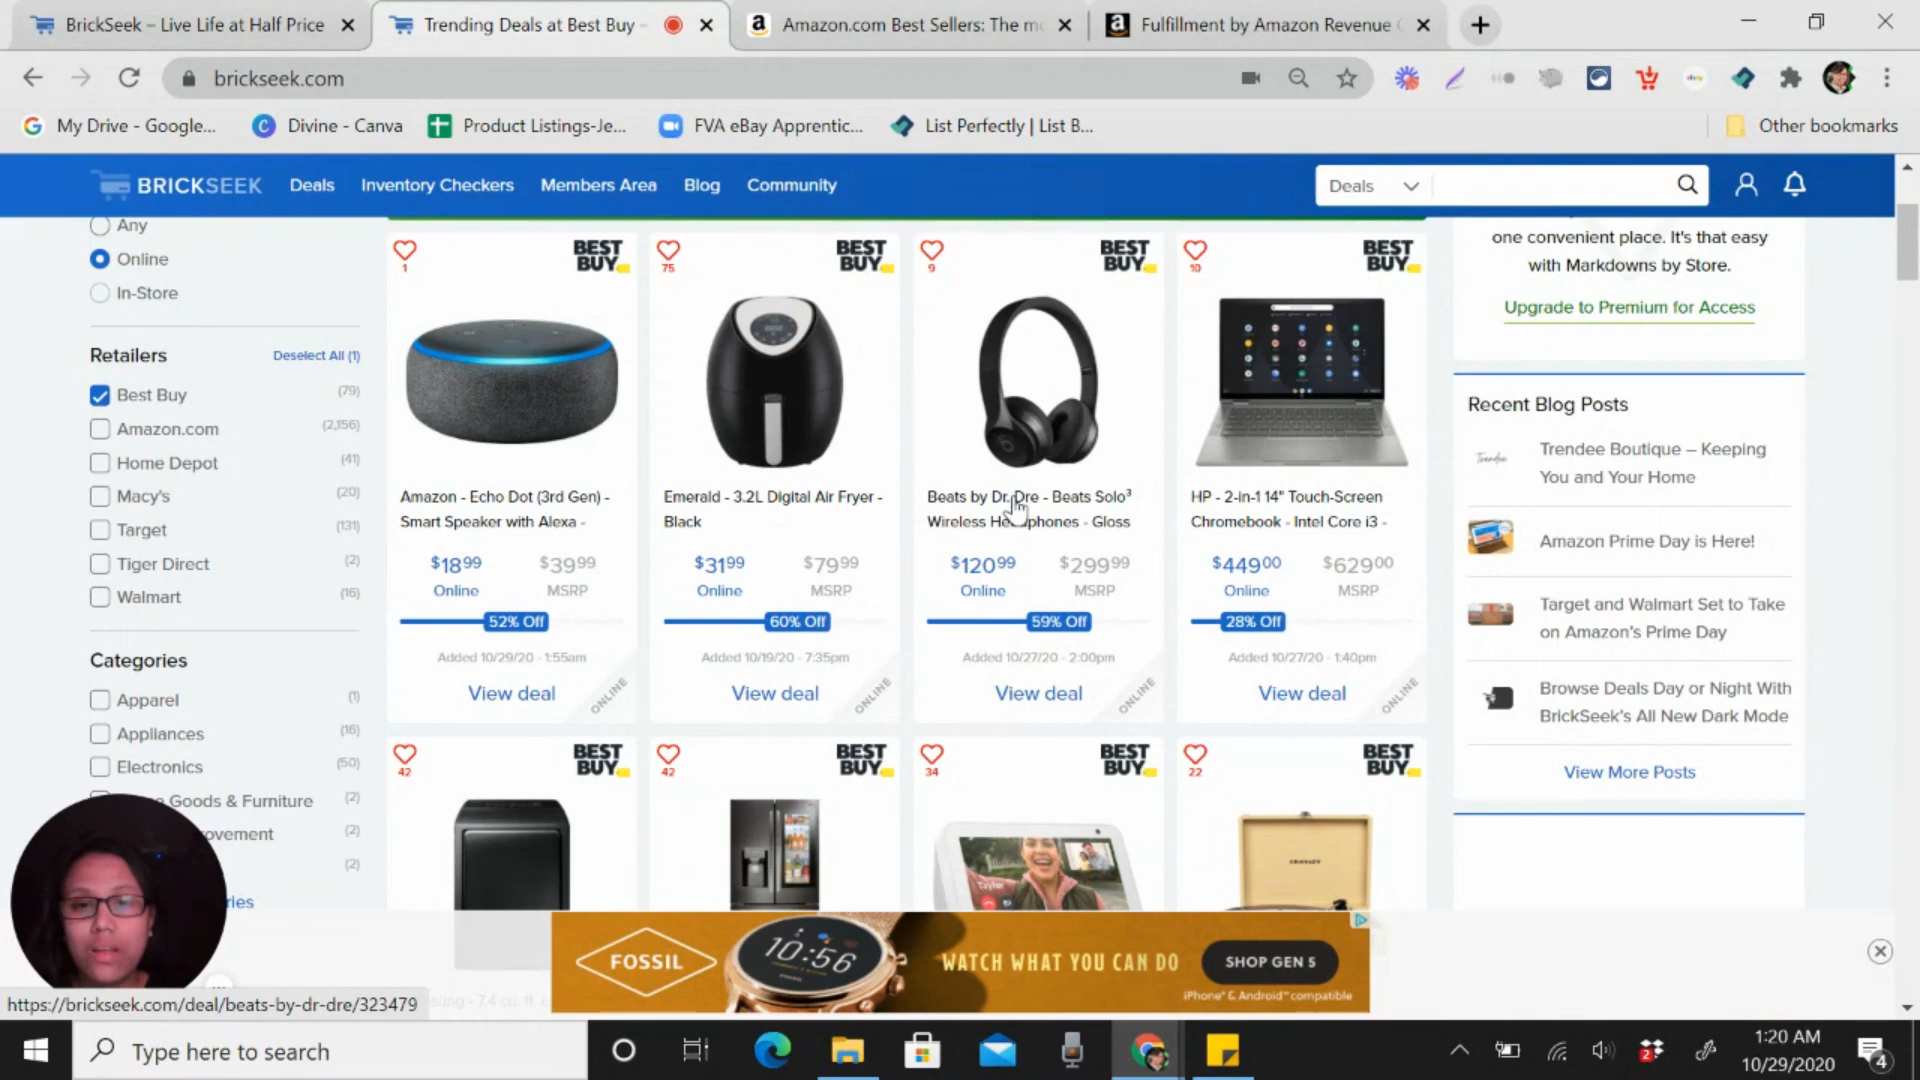 BrickSeek – Live Life at Half Price
Trending Deals at Best Buy -
Amazon.com Best Sellers: The mo
Fulfillment by Amazon Revenue C
brickseek.com
My Drive - Google...
Divine - Canva
Product Listings-Je...
FVA eBay Apprentic...
List Perfectly | List B...
Other bookmarks
BRICKSEEK
Deals
Inventory Checkers
Members Area
Blog
Community
Deals
Any
Online
In-Store
Retailers
Deselect All (1)
Best Buy (79)
Amazon.com (2,156)
Home Depot (41)
Macy's (20)
Target (131)
Tiger Direct (2)
Walmart (16)
Categories
Apparel (1)
Appliances (16)
Electronics (50)
Goods & Furniture (2)
ovement (2)
(2)
ries
1
BEST BUY
Amazon - Echo Dot (3rd Gen) -
Smart Speaker with Alexa -
$18.99 $39.99
Online MSRP
52% Off
Added 10/29/20 - 1:55am
View deal
ONLINE
75
BEST BUY
Emerald - 3.2L Digital Air Fryer -
Black
$31.99 $79.99
Online MSRP
60% Off
Added 10/19/20 - 7:35pm
View deal
ONLINE
9
BEST BUY
Beats by Dr. Dre - Beats Solo³
Wireless Headphones - Gloss
$120.99 $299.99
Online MSRP
59% Off
Added 10/27/20 - 2:00pm
View deal
ONLINE
10
BEST BUY
HP - 2-in-1 14" Touch-Screen
Chromebook - Intel Core i3 -
$449.00 $629.00
Online MSRP
28% Off
Added 10/27/20 - 1:40pm
View deal
ONLINE
42
BEST BUY
42
BEST BUY
34
BEST BUY
Taylor
22
BEST BUY
CROSLEY
one convenient place. It's that easy
with Markdowns by Store.
Upgrade to Premium for Access
Recent Blog Posts
Trendee
Trendee Boutique – Keeping
You and Your Home
Amazon Prime Day is Here!
Target and Walmart Set to Take
on Amazon's Prime Day
Browse Deals Day or Night With
BrickSeek's All New Dark Mode
View More Posts
FOSSIL
10:56
WATCH WHAT YOU CAN DO
SHOP GEN 5
iPhone® & Android™ compatible
https://brickseek.com/deal/beats-by-dr-dre/323479
Type here to search
1:20 AM
10/29/2020
2
4